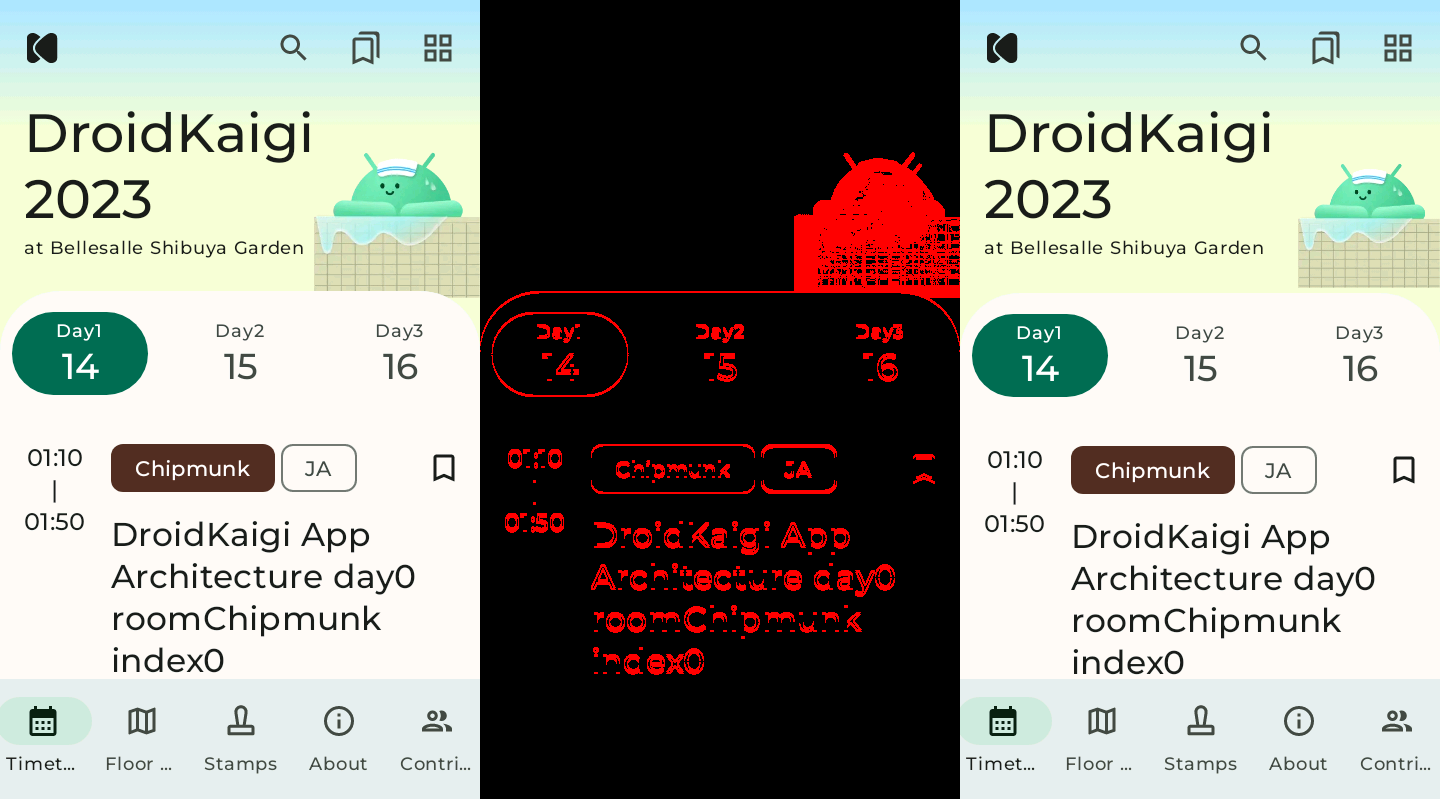 DroidKaigi
2023
at Bellesalle Shibuya Garden
Day1
14
Day2
15
Day3
16
01:10
|
01:50
Chipmunk
JA
DroidKaigi App
Architecture day0
roomChipmunk
index0
Timet...
Floor ...
Stamps
About
Contri...
Day1
14
Day2
15
Day3
16
01:10
01:50
Chipmunk
JA
DroidKaigi App
Architecture day0
roomChipmunk
index0
DroidKaigi
2023
at Bellesalle Shibuya Garden
Day1
14
Day2
15
Day3
16
01:10
|
01:50
Chipmunk
JA
DroidKaigi App
Architecture day0
roomChipmunk
index0
Timet...
Floor ...
Stamps
About
Contri...